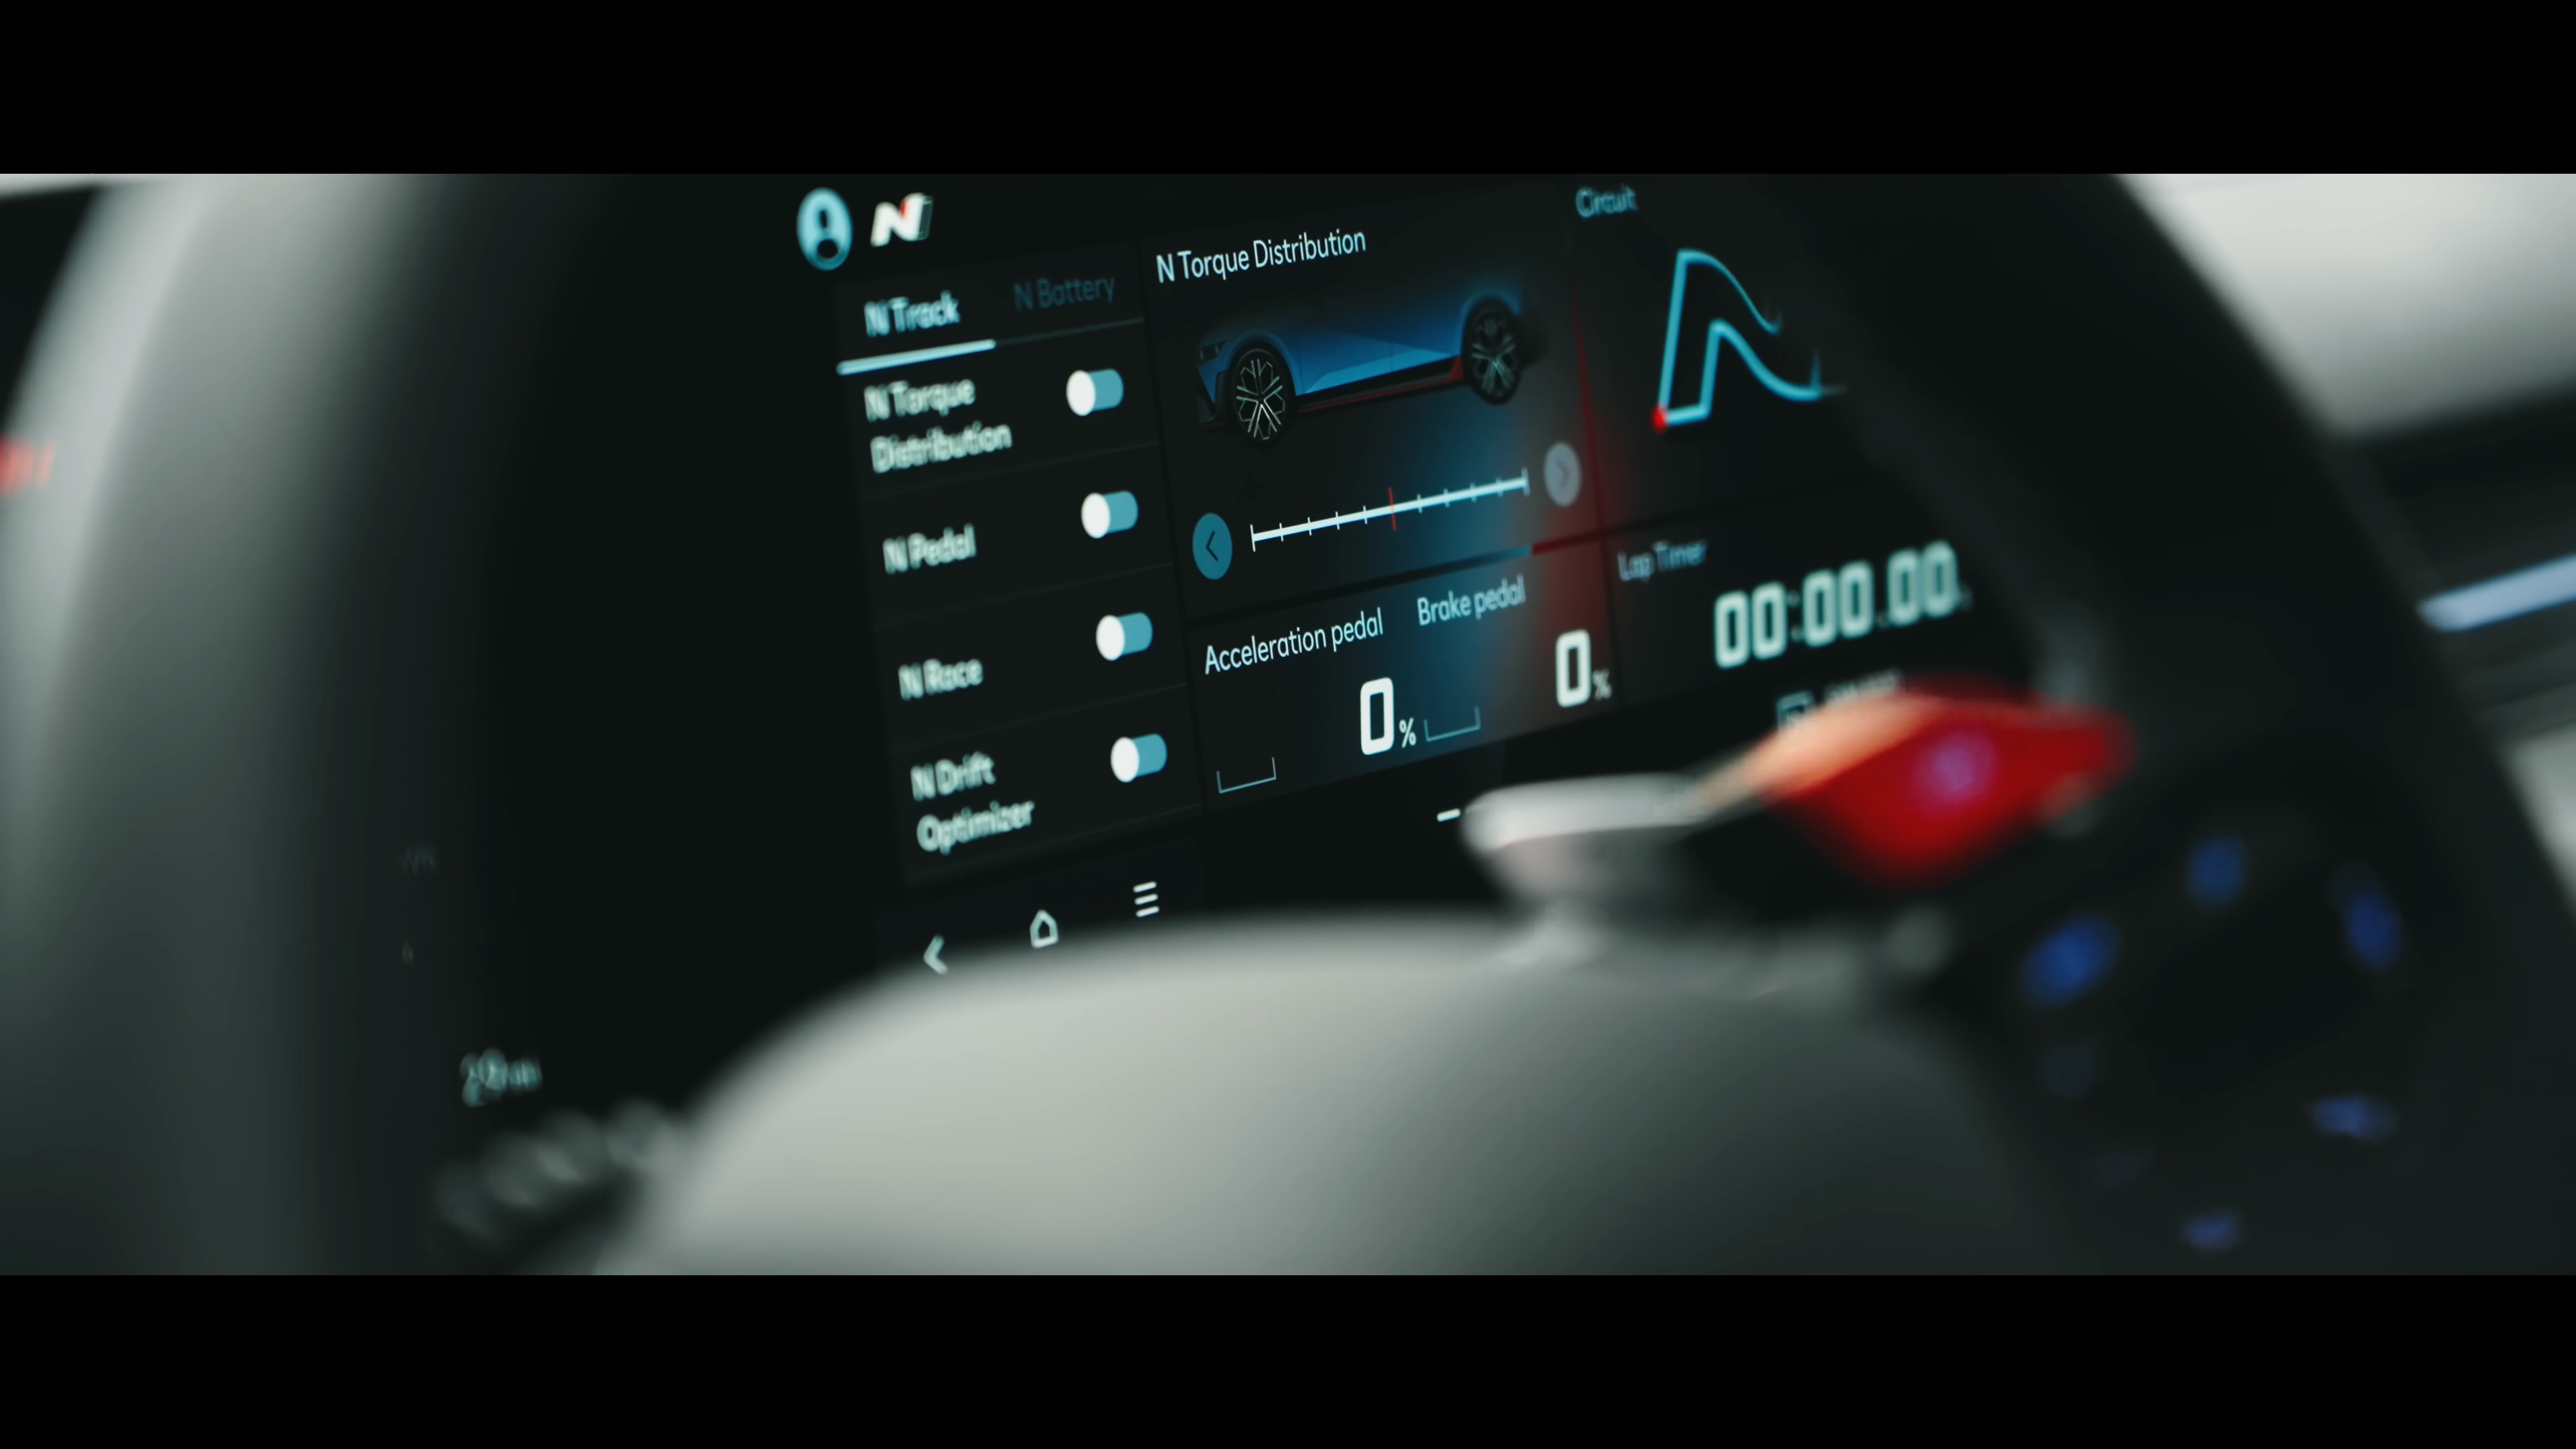 N
N Track
N Battery
N Torque
Distribution
N Pedal
N Race
N Drift
Optimizer
N Torque Distribution
Acceleration pedal
0%
Brake pedal
0%
Circuit
Lap Timer
00:00.00